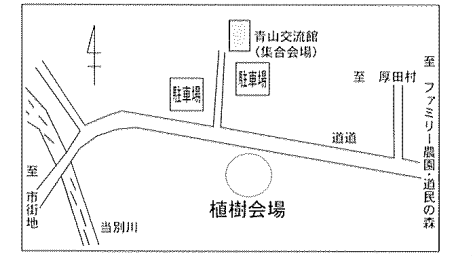 青山交流館
（集合会場）
駐車場
駐車場
至 厚田村
至 ファミリー農園・道民の森
道道
至 市街地
植樹会場
当別川